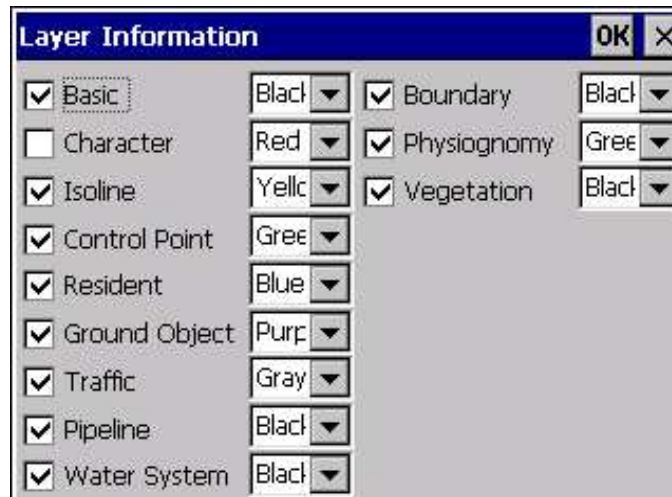 Layer Information OK ×
Basic Black Boundary Black
Character Red Physiognomy Gree
Isoline Yello Vegetation Black
Control Point Gree
Resident Blue
Ground Object Purp
Traffic Gray
Pipeline Black
Water System Black